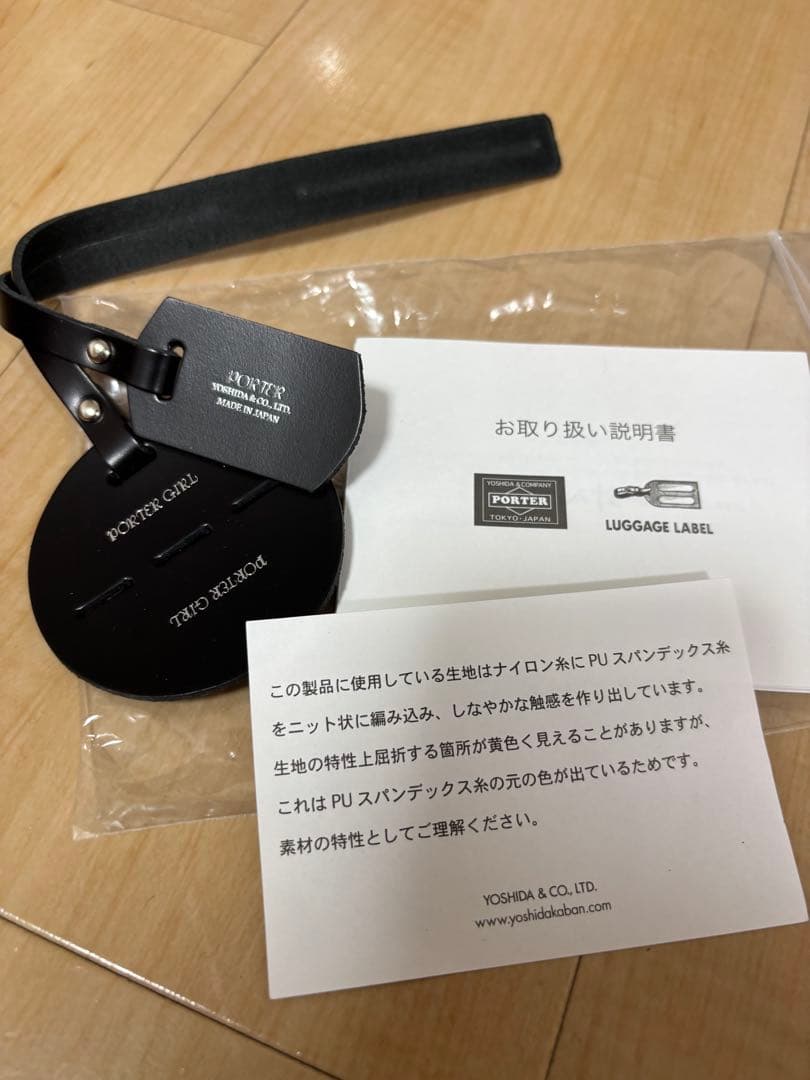 PORTER
YOSHIDA & CO., LTD.
MADE IN JAPAN
PORTER GIRL
PORTER GIRL
お取り扱い説明書
YOSHIDA & COMPANY
PORTER
TOKYO・JAPAN
LUGGAGE LABEL
この製品に使用している生地はナイロン糸に PU スパンデックス糸
をニット状に編み込み、しなやかな触感を作り出しています。
生地の特性上屈折する箇所が黄色く見えることがありますが、
これは PU スパンデックス糸の元の色が出ているためです。
素材の特性としてご理解ください。
YOSHIDA & CO., LTD.
www.yoshidakaban.com